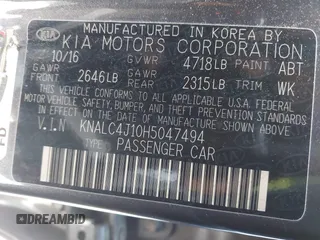 KIA MANUFACTURED IN KOREA BY
KIA MOTORS CORPORATION
10/16 GVWR 4718LB PAINT ABT
GAWR FRONT 2646LB GAWR REAR 2315LB TRIM WK
THIS VEHICLE CONFORMS TO ALL APPLICABLE
FEDERAL MOTOR VEHICLE SAFETY, BUMPER,
AND THEFT PREVENTION STANDARDS IN EFFECT
ON THE DATE OF MANUFACTURE SHOWN ABOVE.
V.I.N KNALC4J10H5047494
TYPE PASSENGER CAR
FD
DREAMBID